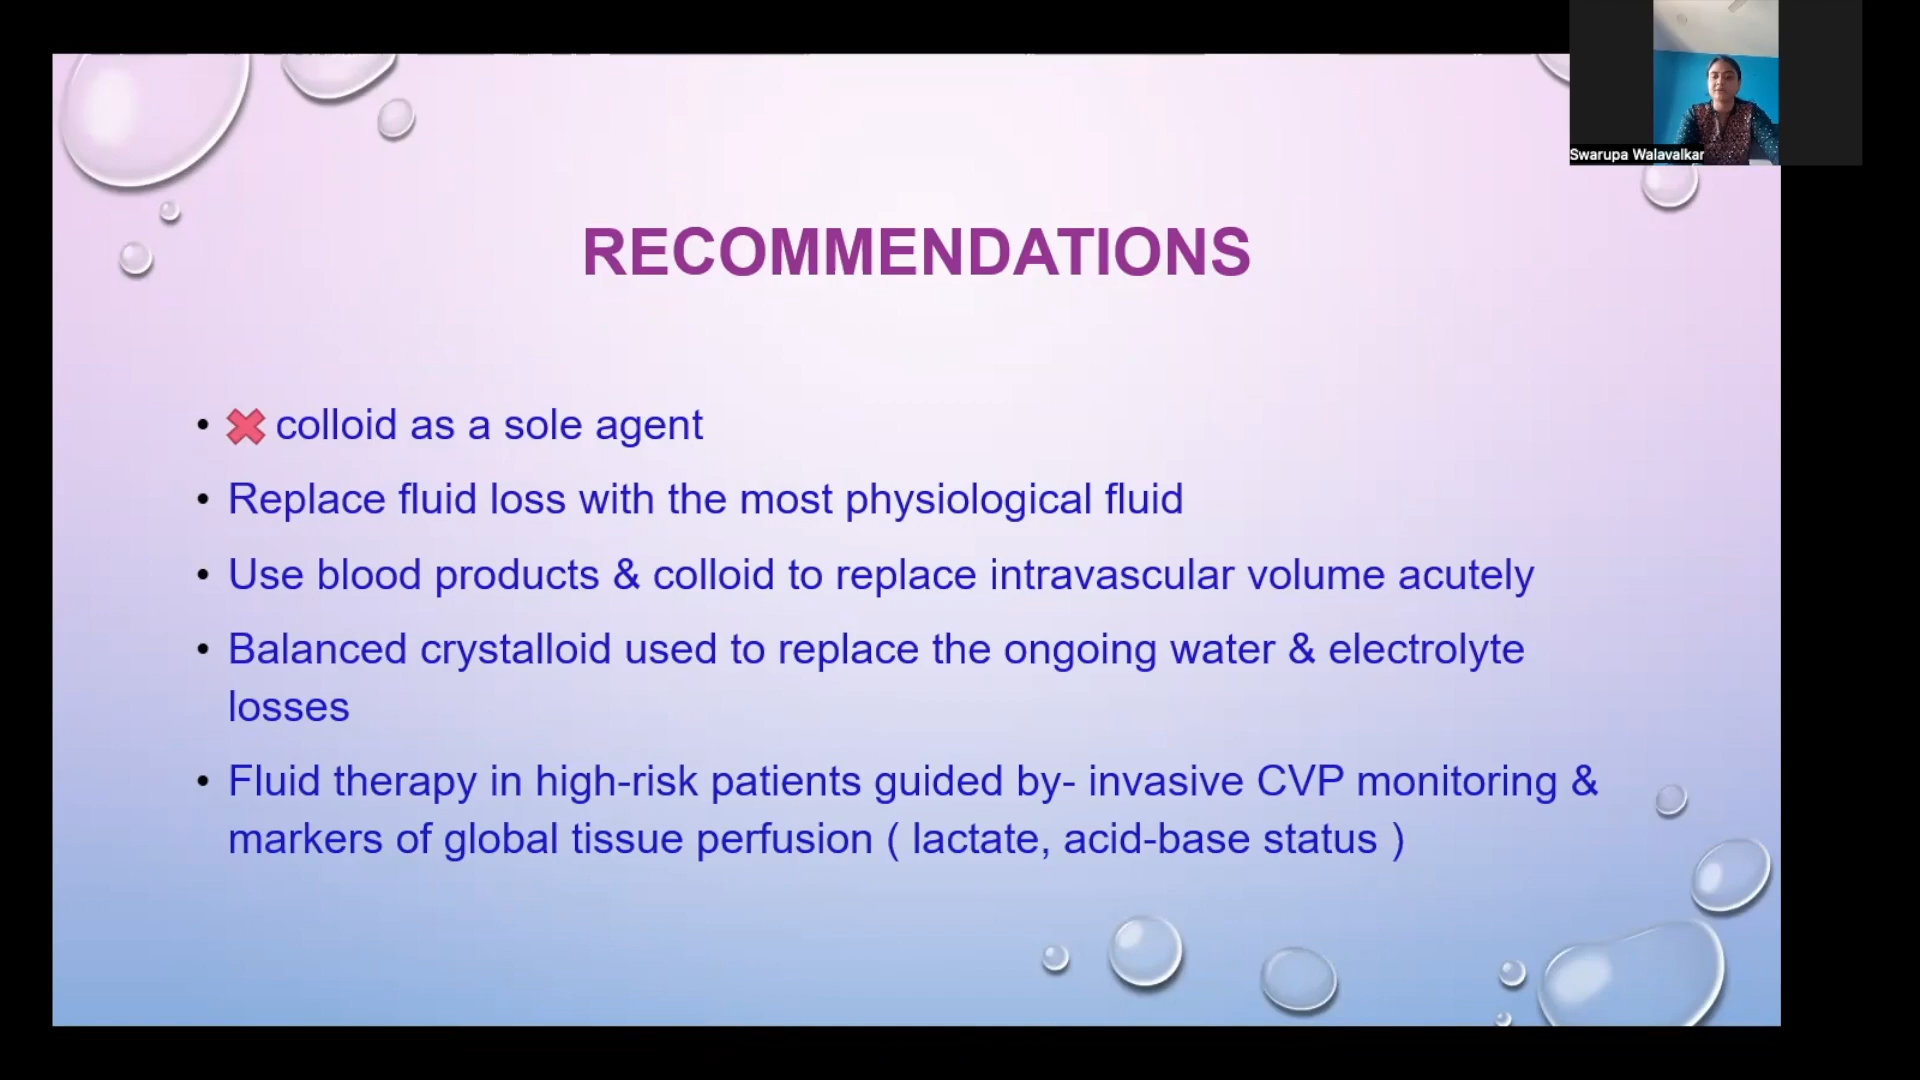 Swarupa Walavalkar
RECOMMENDATIONS
• colloid as a sole agent
• Replace fluid loss with the most physiological fluid
• Use blood products & colloid to replace intravascular volume acutely
• Balanced crystalloid used to replace the ongoing water & electrolyte
losses
• Fluid therapy in high-risk patients guided by- invasive CVP monitoring &
markers of global tissue perfusion ( lactate, acid-base status )